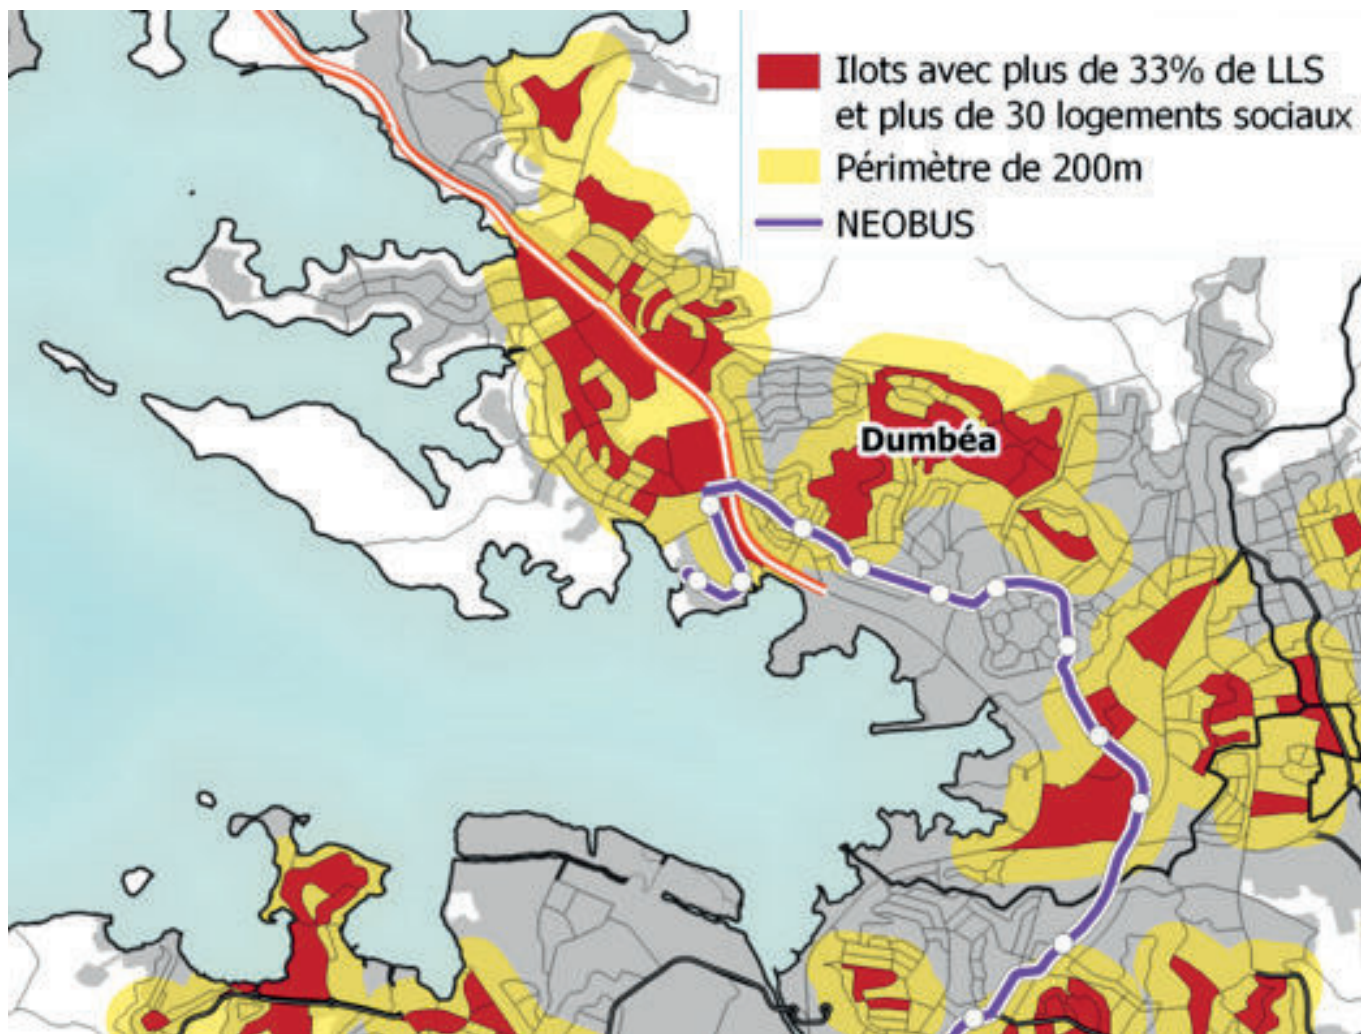 Ilots avec plus de 33% de LLS
et plus de 30 logements sociaux
Périmètre de 200m
NEOBUS
Dumbéa